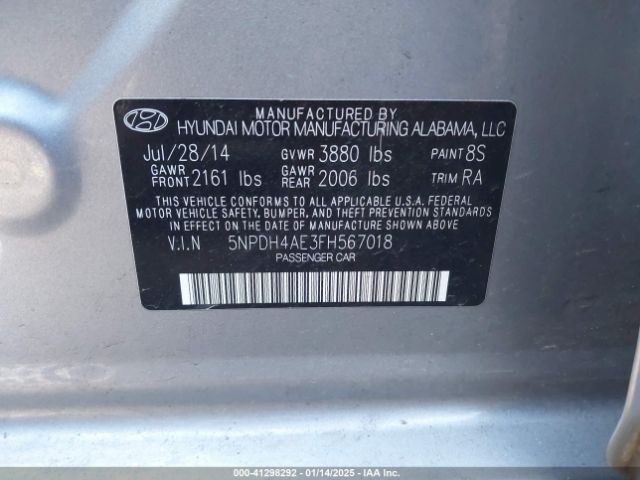 MANUFACTURED BY
HYUNDAI MOTOR MANUFACTURING ALABAMA, LLC
Jul/28/14 GVWR 3880 lbs PAINT 8S
GAWR FRONT 2161 lbs GAWR REAR 2006 lbs TRIM RA
THIS VEHICLE CONFORMS TO ALL APPLICABLE U.S.A. FEDERAL
MOTOR VEHICLE SAFETY, BUMPER, AND THEFT PREVENTION
STANDARDS IN EFFECT ON THE DATE OF MANUFACTURE SHOWN
ABOVE.
V.I.N 5NPDH4AE3FH567018
PASSENGER CAR
000-41298292 - 01/14/2025 - IAA Inc.